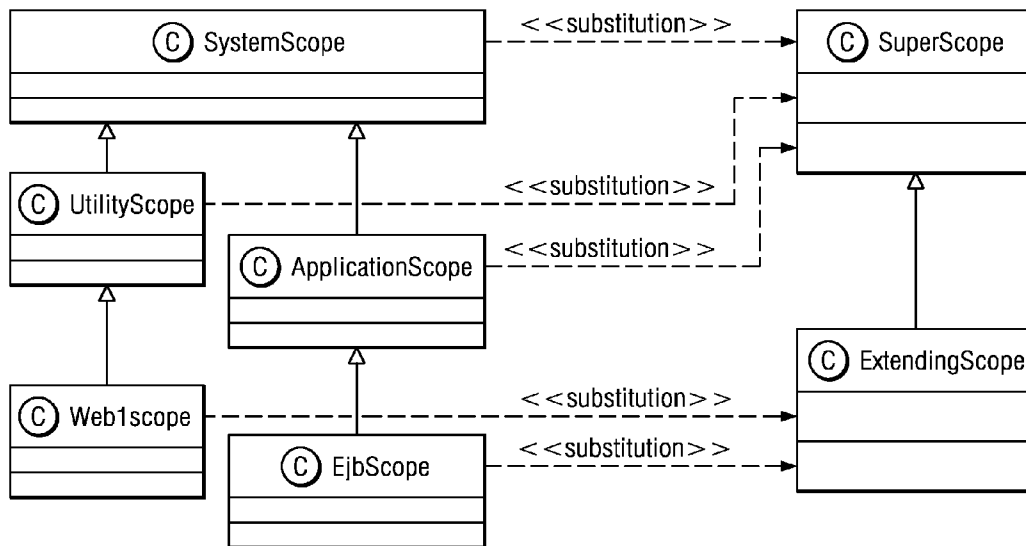 C SystemScope
<<substitution>>
C SuperScope
C UtilityScope
<<substitution>>
C ApplicationScope
<<substitution>>
C ExtendingScope
C Web1scope
<<substitution>>
C EjbScope
<<substitution>>